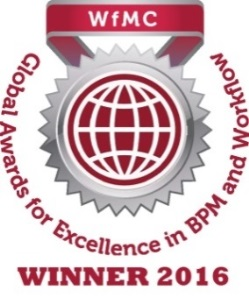 WfMC
Global Awards for Excellence in BPM and Workflow
WINNER 2016